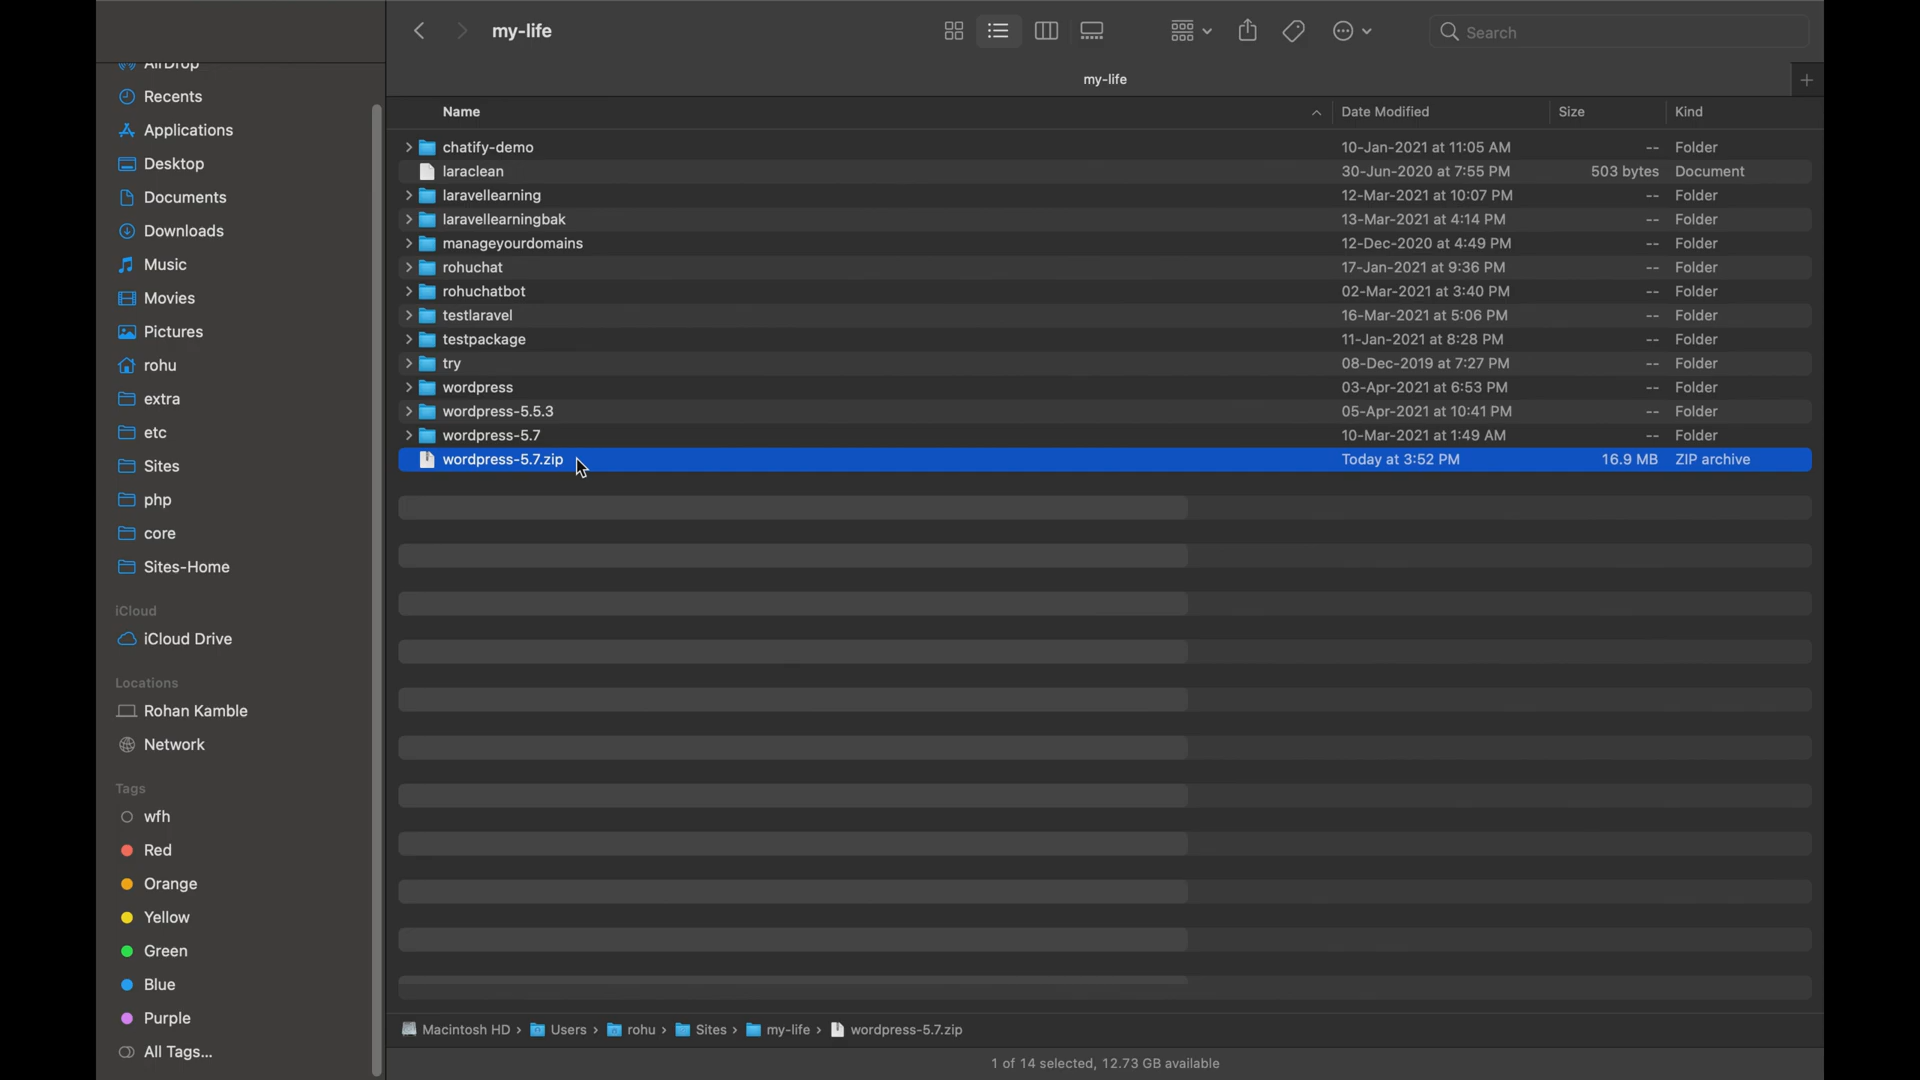 my-life
Search
my-life
AirDrop
Recents
Applications
Desktop
Documents
Downloads
Music
Movies
Pictures
rohu
extra
etc
Sites
php
core
Sites-Home
iCloud
iCloud Drive
Locations
Rohan Kamble
Network
Tags
wfh
Red
Orange
Yellow
Green
Blue
Purple
All Tags...
Name Date Modified Size Kind
chatify-demo 10-Jan-2021 at 11:05 AM -- Folder
laraclean 30-Jun-2020 at 7:55 PM 503 bytes Document
laravellearning 12-Mar-2021 at 10:07 PM -- Folder
laravellearningbak 13-Mar-2021 at 4:14 PM -- Folder
manageyourdomains 12-Dec-2020 at 4:49 PM -- Folder
rohuchat 17-Jan-2021 at 9:36 PM -- Folder
rohuchatbot 02-Mar-2021 at 3:40 PM -- Folder
testlaravel 16-Mar-2021 at 5:06 PM -- Folder
testpackage 11-Jan-2021 at 8:28 PM -- Folder
try 08-Dec-2019 at 7:27 PM -- Folder
wordpress 03-Apr-2021 at 6:53 PM -- Folder
wordpress-5.5.3 05-Apr-2021 at 10:41 PM -- Folder
wordpress-5.7 10-Mar-2021 at 1:49 AM -- Folder
wordpress-5.7.zip Today at 3:52 PM 16.9 MB ZIP archive
Macintosh HD › Users › rohu › Sites › my-life › wordpress-5.7.zip
1 of 14 selected, 12.73 GB available